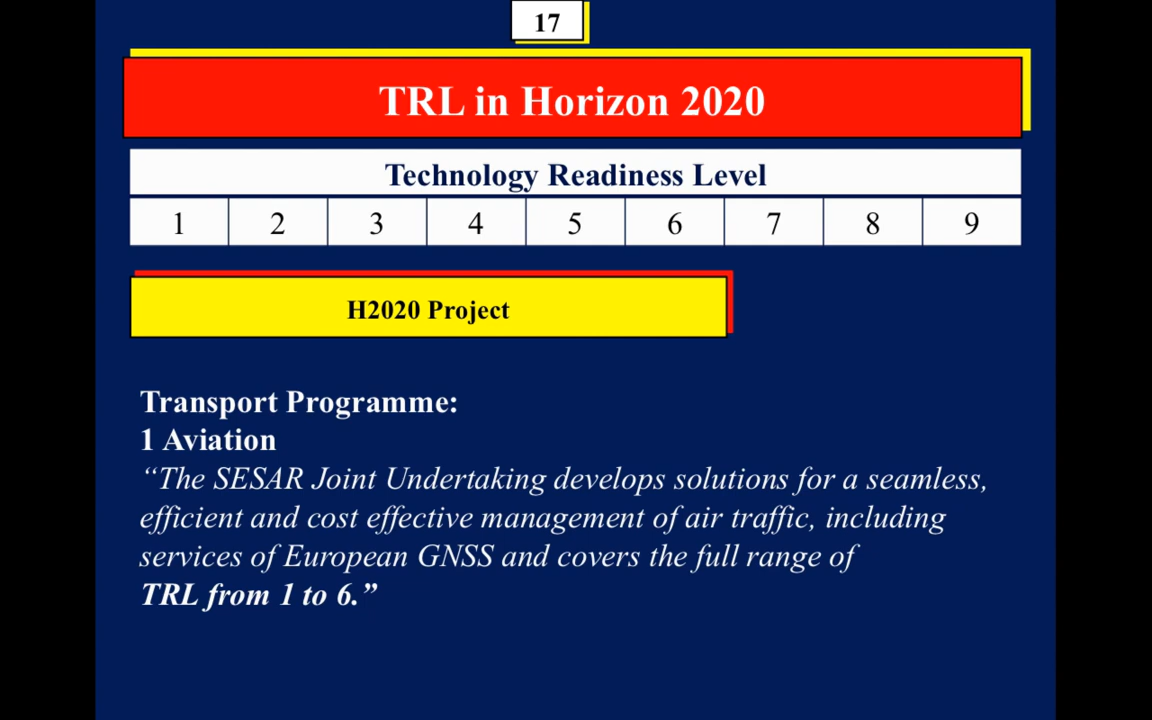 17
TRL in Horizon 2020
Technology Readiness Level
1 2 3 4 5 6 7 8 9
H2020 Project
Transport Programme:
1 Aviation
“The SESAR Joint Undertaking develops solutions for a seamless,
efficient and cost effective management of air traffic, including
services of European GNSS and covers the full range of
TRL from 1 to 6.”